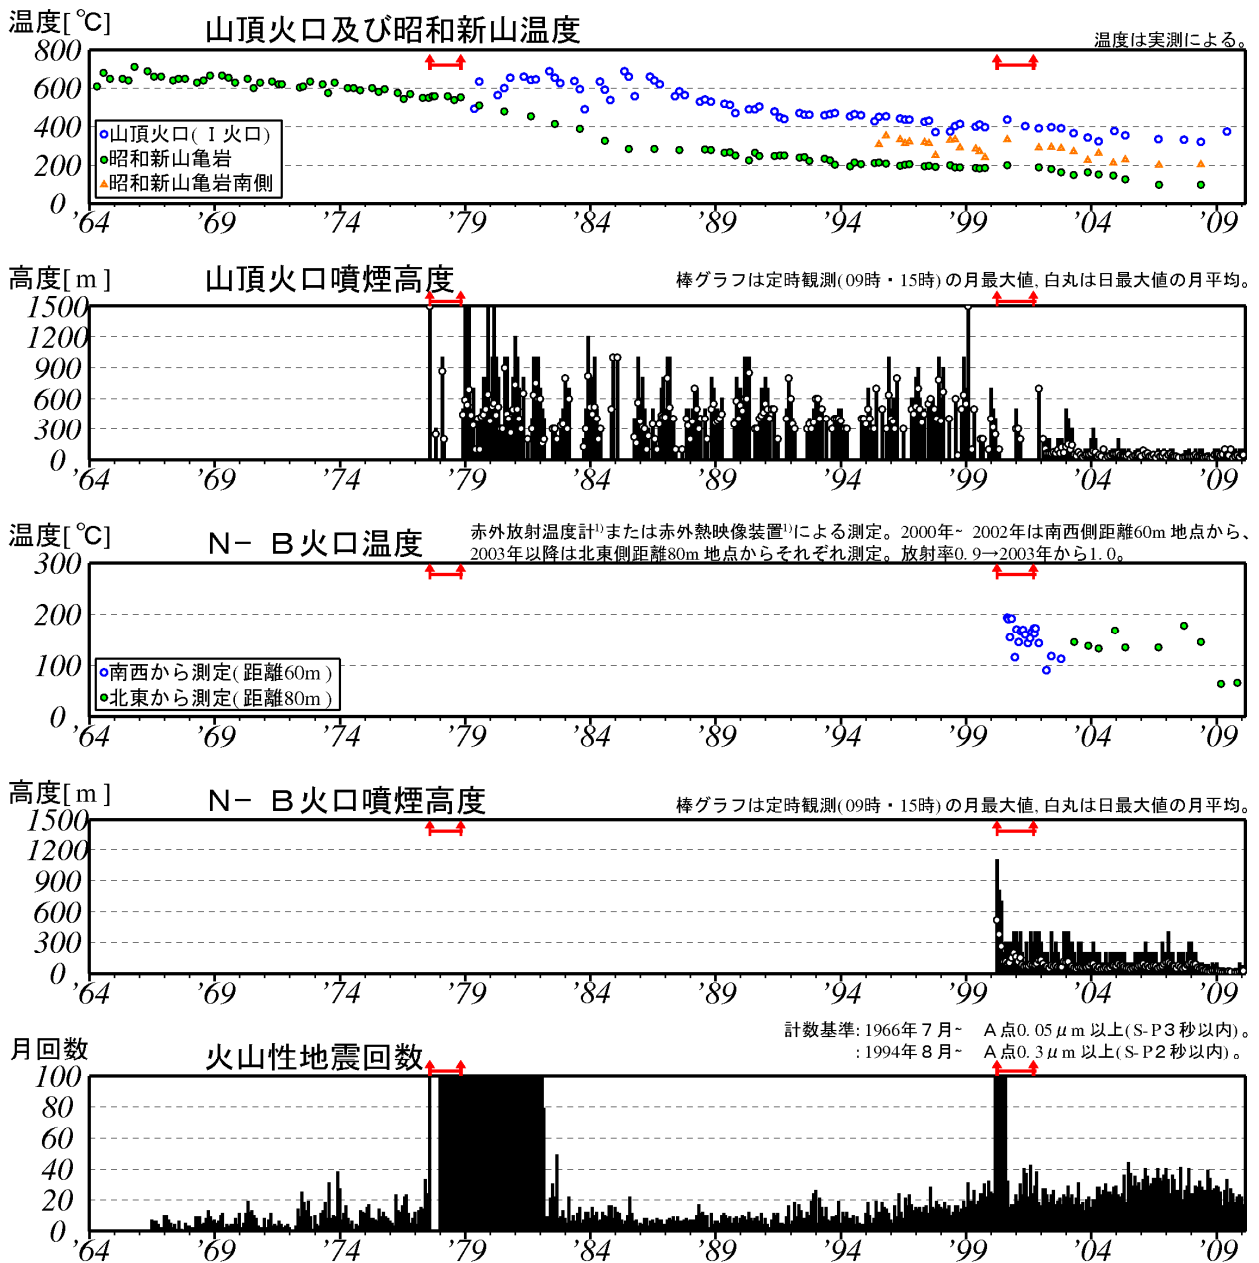 温度[℃] 山頂火口及び昭和新山温度 温度は実測による。
800
600
400
200
0
山頂火口(Ⅰ火口)
昭和新山亀岩
昭和新山亀岩南側
'64 '69 '74 '79 '84 '89 '94 '99 '04 '09
高度[m] 山頂火口噴煙高度 棒グラフは定時観測(09時・15時)の月最大値,白丸は日最大値の月平均。
1500
1200
900
600
300
0
'64 '69 '74 '79 '84 '89 '94 '99 '04 '09
温度[℃] N-B火口温度 赤外放射温度計¹⁾または赤外熱映像装置¹⁾による測定。2000年~2002年は南西側距離60m地点から、
2003年以降は北東側距離80m地点からそれぞれ測定。放射率0.9→2003年から1.0。
300
200
100
0
南西から測定(距離60m)
北東から測定(距離80m)
'64 '69 '74 '79 '84 '89 '94 '99 '04 '09
高度[m] N-B火口噴煙高度 棒グラフは定時観測(09時・15時)の月最大値,白丸は日最大値の月平均。
1500
1200
900
600
300
0
'64 '69 '74 '79 '84 '89 '94 '99 '04 '09
月回数 火山性地震回数 計数基準:1966年7月~ A点0.05μm以上(S-P3秒以内)。
:1994年8月~ A点0.3μm以上(S-P2秒以内)。
100
80
60
40
20
0
'64 '69 '74 '79 '84 '89 '94 '99 '04 '09